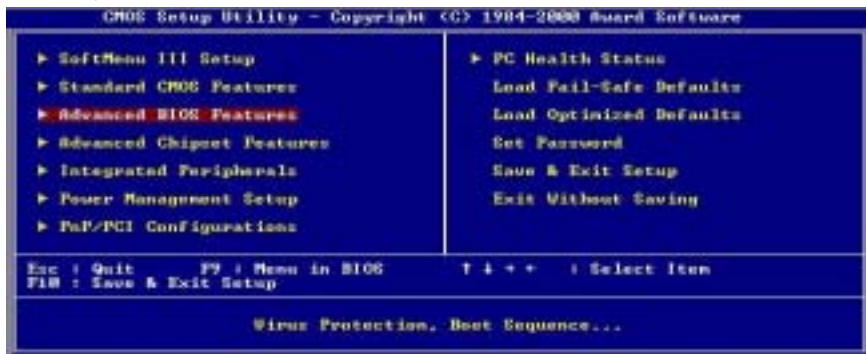 CMOS Setup Utility - Copyright (C) 1984-2000 Award Software
► SoftMenu III Setup
► Standard CMOS Features
► Advanced BIOS Features
► Advanced Chipset Features
► Integrated Peripherals
► Power Management Setup
► PnP/PCI Configurations
► PC Health Status
Load Fail-Safe Defaults
Load Optimized Defaults
Set Password
Save & Exit Setup
Exit Without Saving
Esc : Quit F9 : Menu in BIOS ↑ ↓ → ← : Select Item
F10 : Save & Exit Setup
Virus Protection, Boot Sequence...